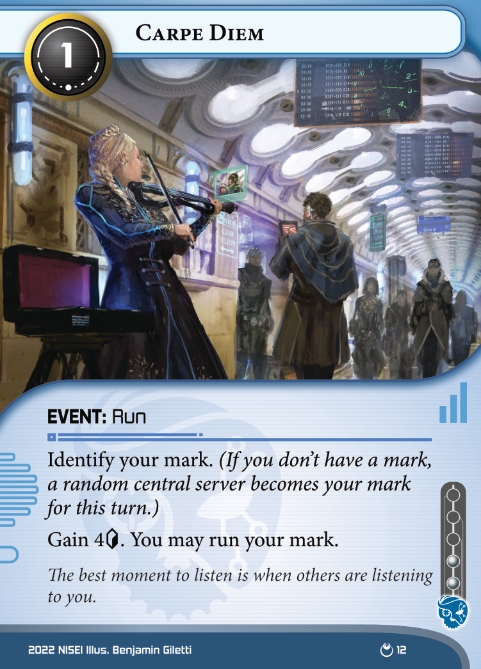 1
Carpe Diem
EVENT: Run
Identify your mark. (If you don't have a mark,
a random central server becomes your mark
for this turn.)
Gain 4. You may run your mark.
The best moment to listen is when others are listening
to you.
2022 NISEI Illus. Benjamin Giletti
12